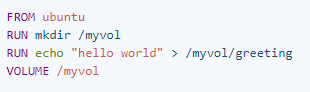 FROM ubuntu
RUN mkdir /myvol
RUN echo "hello world" > /myvol/greeting
VOLUME /myvol